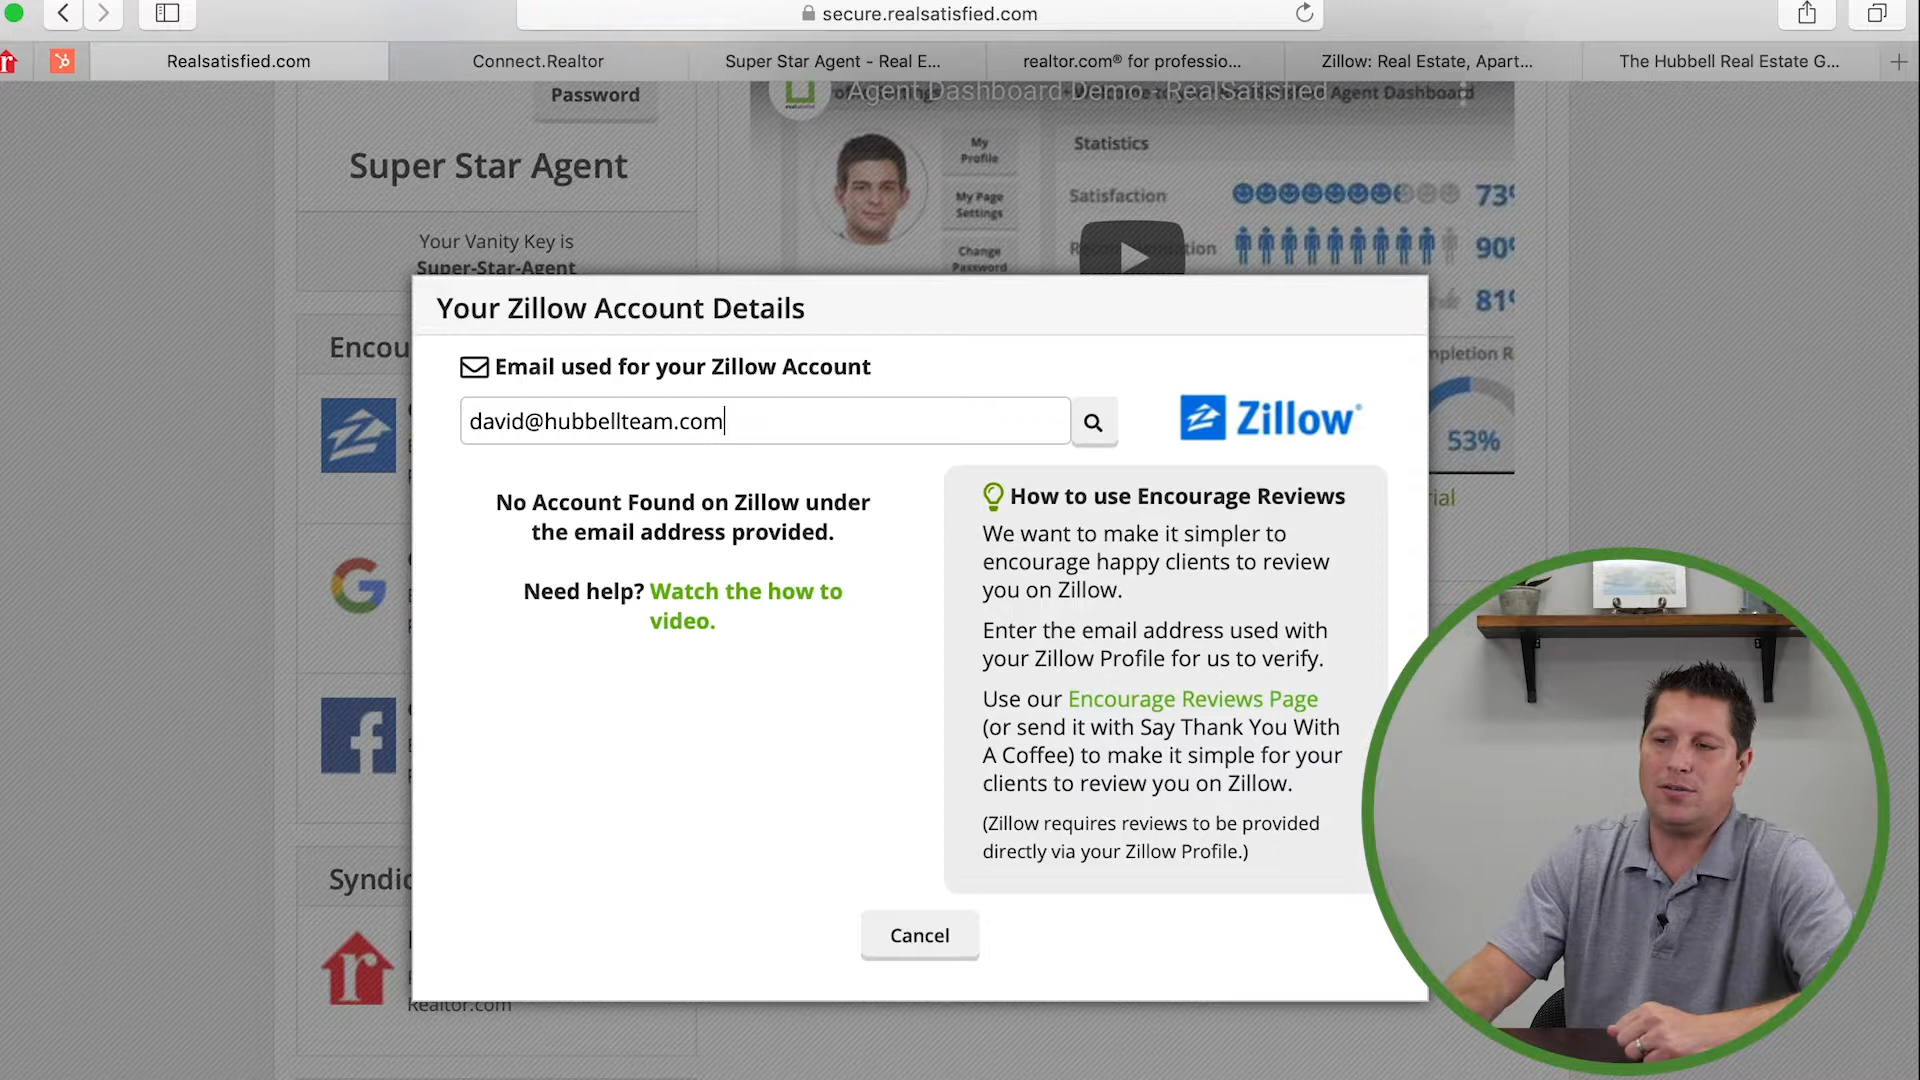 secure.realsatisfied.com
Realsatisfied.com
Connect.Realtor
Super Star Agent - Real E...
realtor.com® for professio...
Zillow: Real Estate, Apart...
The Hubbell Real Estate G...
Password
Super Star Agent
Your Vanity Key is
Super-Star-Agent
Agent Dashboard Demo - RealSatisfied
Agent Dashboard
My
Profile
My Page
Settings
Change
Password
Statistics
Satisfaction
73
90
81
53%
Your Zillow Account Details
Email used for your Zillow Account
david@hubbellteam.com
Zillow
No Account Found on Zillow under
the email address provided.
Need help? Watch the how to
video.
How to use Encourage Reviews
We want to make it simpler to
encourage happy clients to review
you on Zillow.
Enter the email address used with
your Zillow Profile for us to verify.
Use our Encourage Reviews Page
(or send it with Say Thank You With
A Coffee) to make it simple for your
clients to review you on Zillow.
(Zillow requires reviews to be provided
directly via your Zillow Profile.)
Cancel
Encou
Syndic
Realtor.com